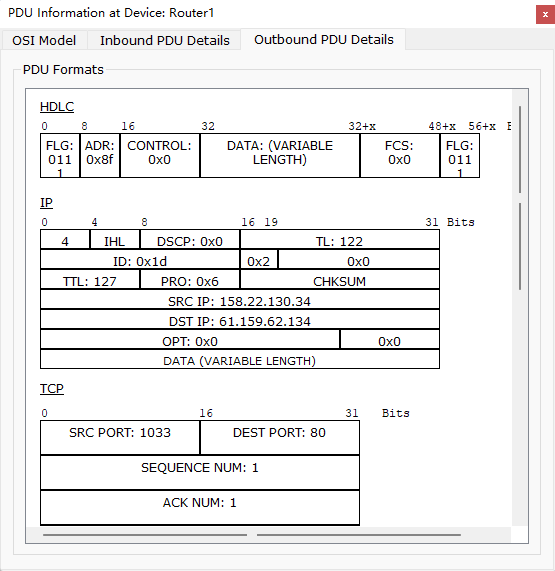 PDU Information at Device: Router1
x
OSI Model Inbound PDU Details Outbound PDU Details
PDU Formats
HDLC
0 8 16 32 32+x 48+x 56+x
FLG: 011 1 ADR: 0x8f CONTROL: 0x0 DATA: (VARIABLE LENGTH) FCS: 0x0 FLG: 011 1
IP
0 4 8 16 19 31 Bits
4 IHL DSCP: 0x0 TL: 122
ID: 0x1d 0x2 0x0
TTL: 127 PRO: 0x6 CHKSUM
SRC IP: 158.22.130.34
DST IP: 61.159.62.134
OPT: 0x0 0x0
DATA (VARIABLE LENGTH)
TCP
0 16 31 Bits
SRC PORT: 1033 DEST PORT: 80
SEQUENCE NUM: 1
ACK NUM: 1